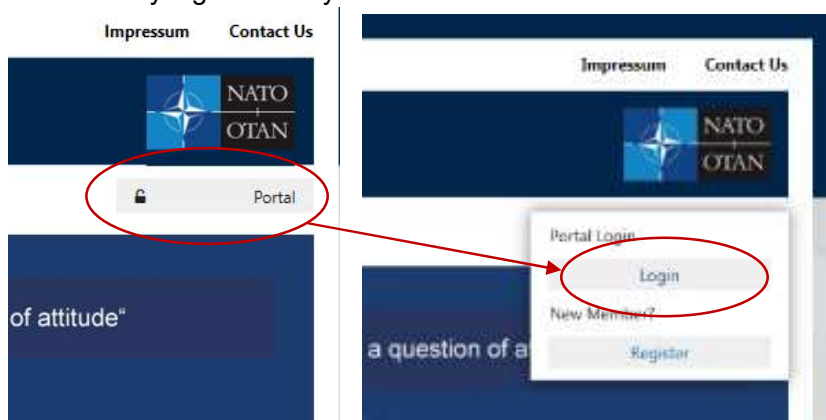 Impressum Contact Us
NATO
OTAN
Portal
of attitude“
Impressum Contact Us
NATO
OTAN
Portal Login
Login
New Member?
a question of a
Register